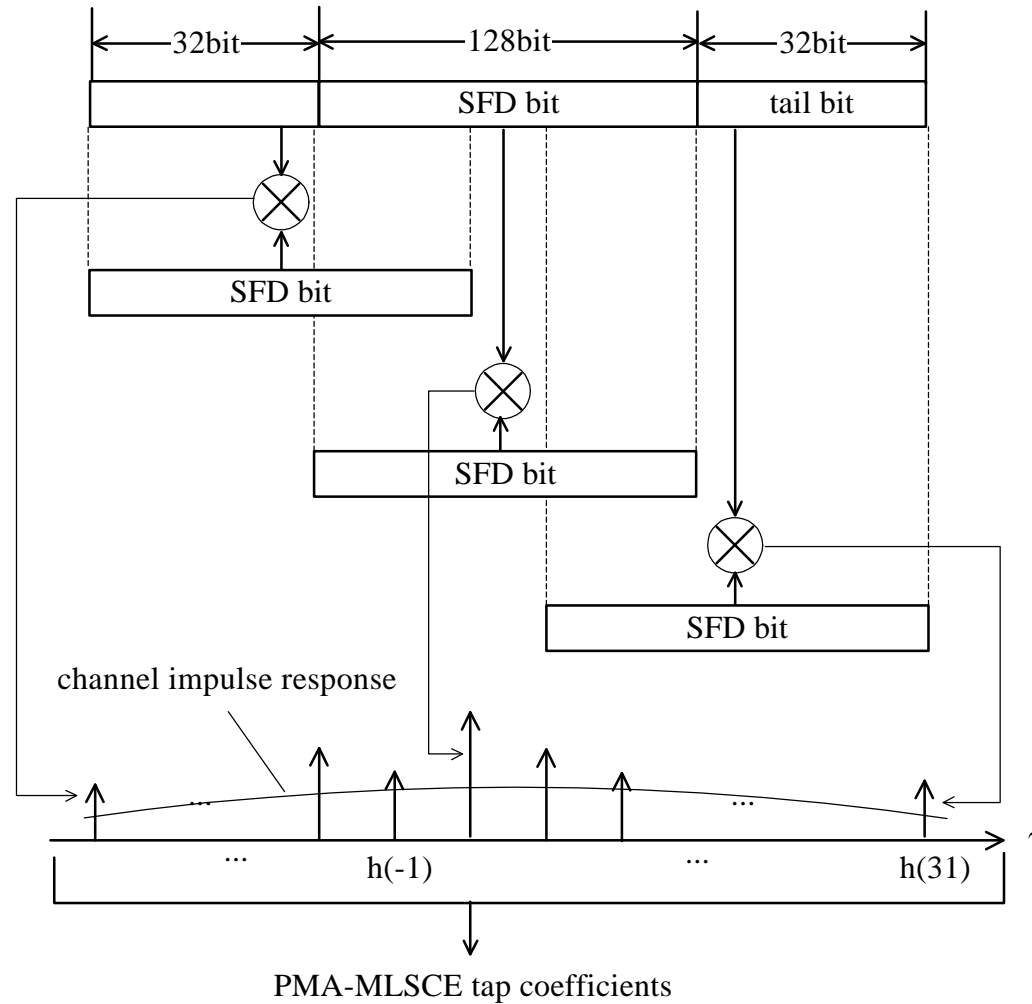 32bit 128bit 32bit
SFD bit tail bit
SFD bit
SFD bit
SFD bit
channel impulse response
... ...
... h(-1) ... h(31)
PMA-MLSCE tap coefficients